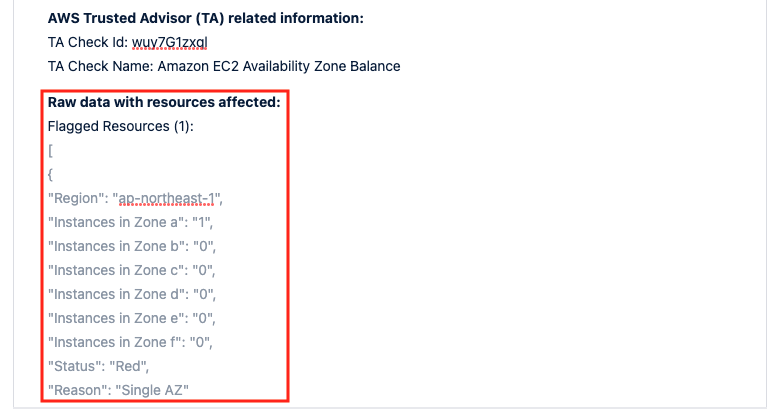 AWS Trusted Advisor (TA) related information:
TA Check Id: wuy7G1zxql
TA Check Name: Amazon EC2 Availability Zone Balance
Raw data with resources affected:
Flagged Resources (1):
[
{
"Region": "ap-northeast-1",
"Instances in Zone a": "1",
"Instances in Zone b": "0",
"Instances in Zone c": "0",
"Instances in Zone d": "0",
"Instances in Zone e": "0",
"Instances in Zone f": "0",
"Status": "Red",
"Reason": "Single AZ"